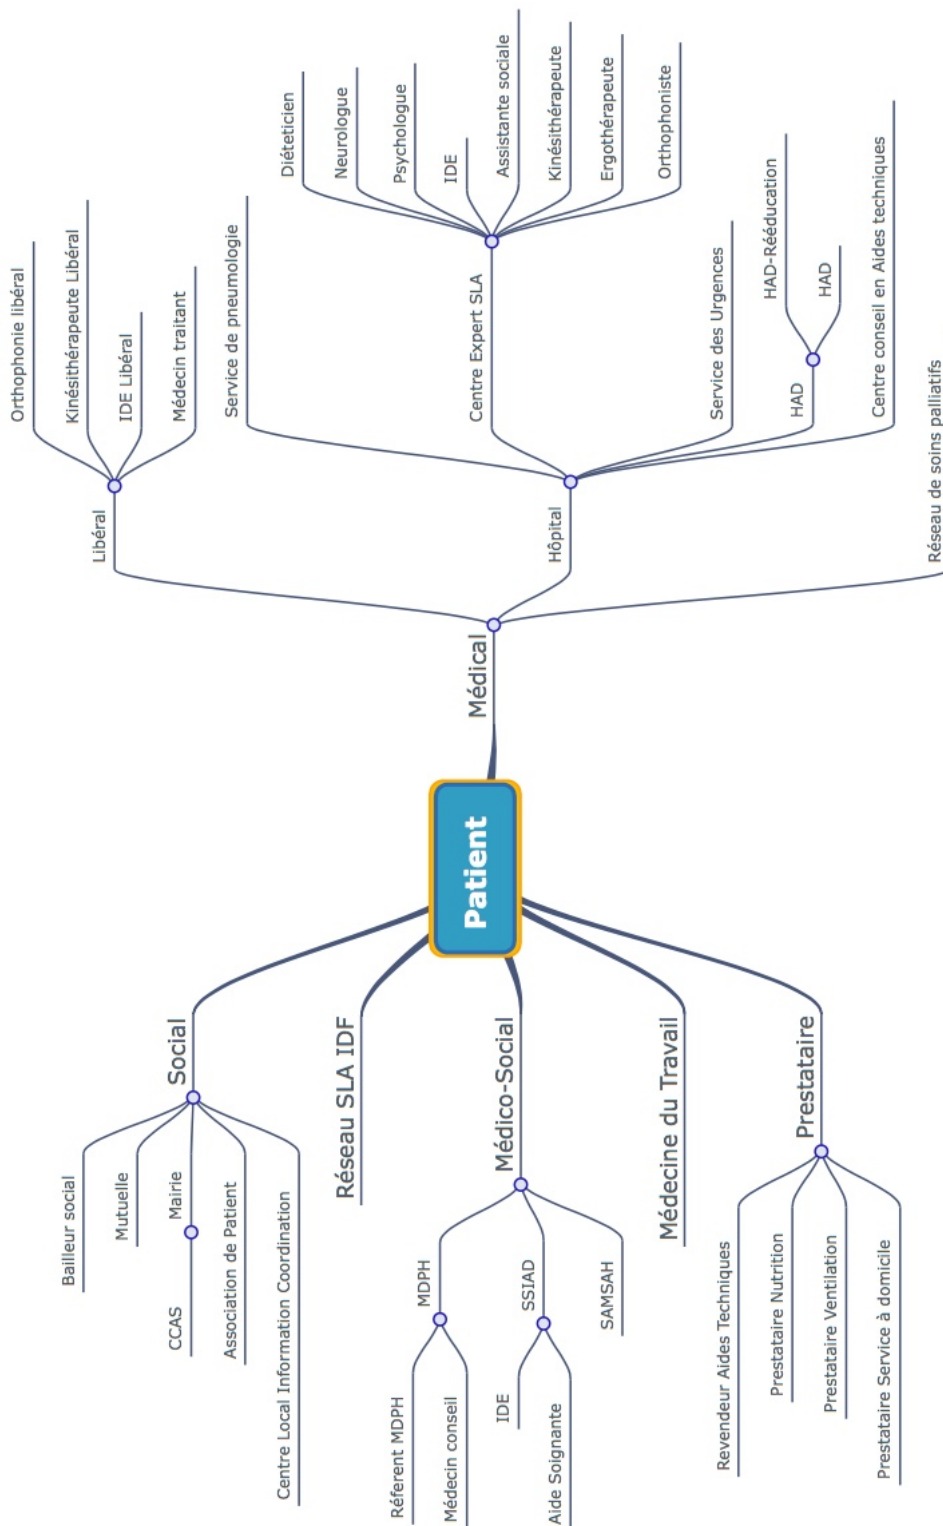 Patient
Médical
Libéral
Orthophonie libéral
Kinésithérapeute Libéral
IDE Libéral
Médecin traitant
Hôpital
Service de pneumologie
Centre Expert SLA
Diéteticien
Neurologue
Psychologue
IDE
Assistante sociale
Kinésithérapeute
Ergothérapeute
Orthophoniste
Service des Urgences
HAD
HAD-Rééducation
HAD
Centre conseil en Aides techniques
Réseau de soins palliatifs
Social
Bailleur social
Mutuelle
Mairie
CCAS
Association de Patient
Centre Local Information Coordination
Réseau SLA IDF
Médico-Social
MDPH
Réferent MDPH
Médecin conseil
SSIAD
IDE
Aide Soignante
SAMSAH
Médecine du Travail
Prestataire
Revendeur Aides Techniques
Prestataire Nutrition
Prestataire Ventilation
Prestataire Service à domicile